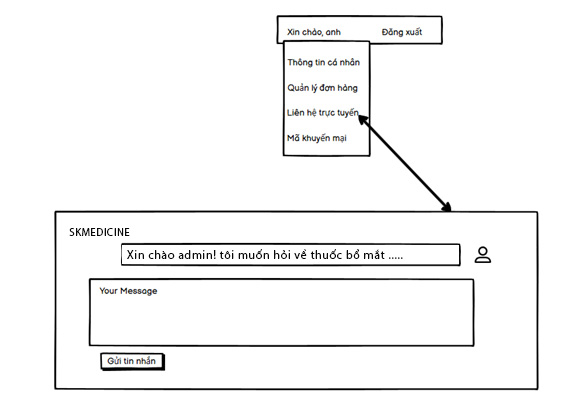 Xin chào, anh Đăng xuất
Thông tin cá nhân
Quản lý đơn hàng
Liên hệ trực tuyến
Mã khuyến mại
SKMEDICINE
Xin chào admin! tôi muốn hỏi về thuốc bổ mắt .....
Your Message
Gửi tin nhắn